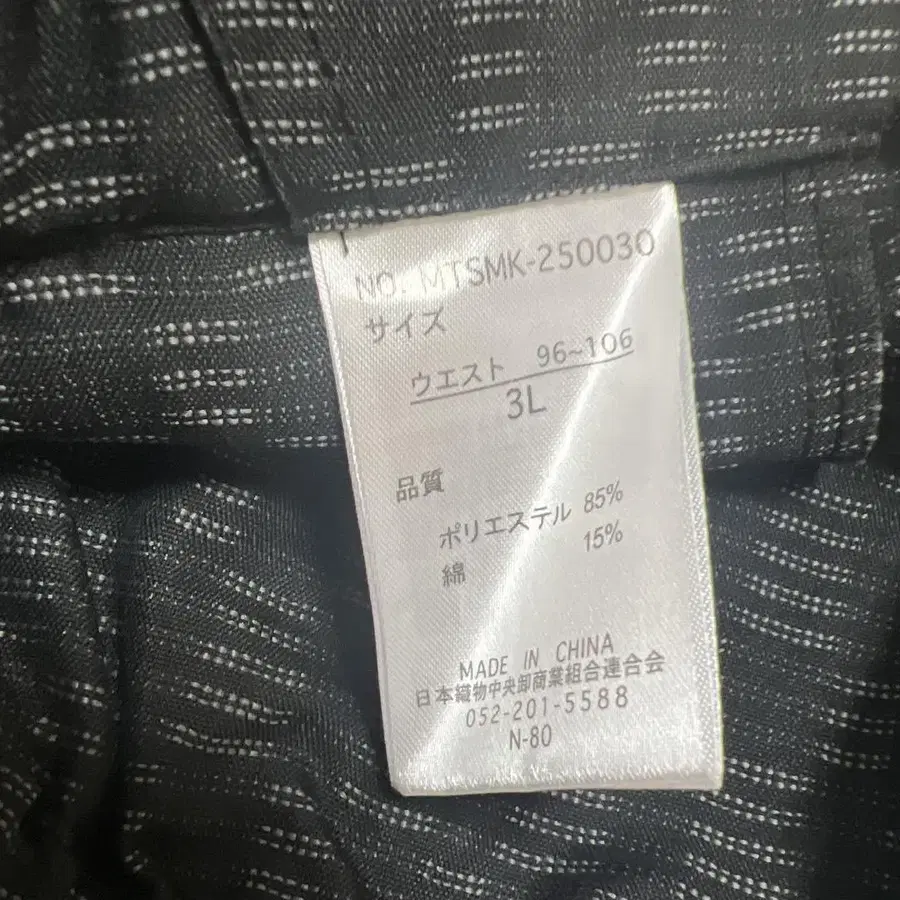 NO. MTSMK-250030
サイズ
ウエスト 96~106
3L
品質
ポリエステル 85%
綿 15%
MADE IN CHINA
日本織物中央卸商業組合連合会
052-201-5588
N-80